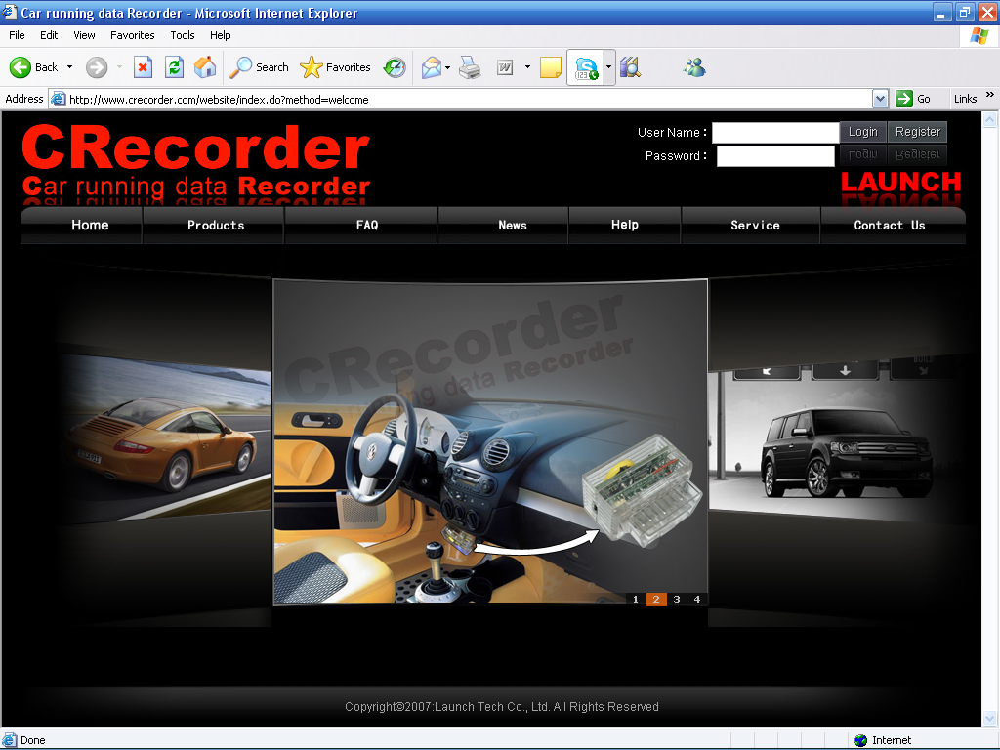 Car running data Recorder - Microsoft Internet Explorer
File Edit View Favorites Tools Help
Back Search Favorites
Address http://www.crecorder.com/website/index.do?method=welcome Go Links »
CRecorder
Car running data Recorder
User Name : Login Register
Password :
LAUNCH
Home Products FAQ News Help Service Contact Us
CRecorder
running data Recorder
1 2 3 4
Copyright©2007:Launch Tech Co., Ltd. All Rights Reserved
Done Internet